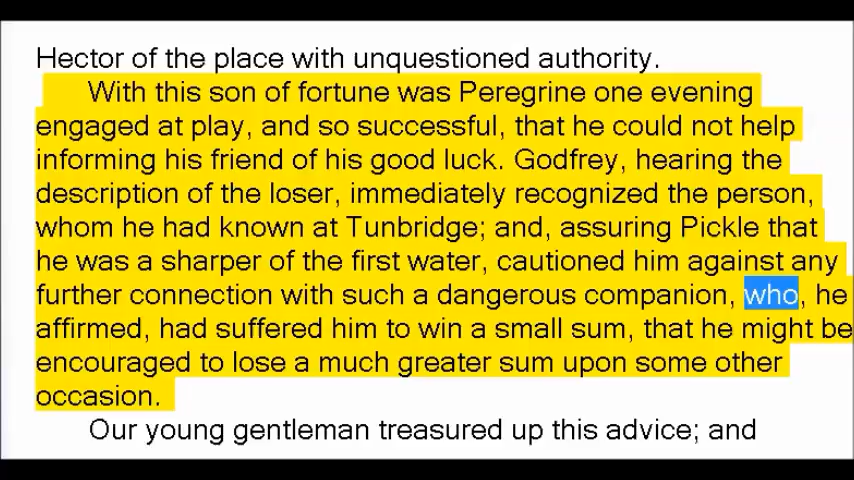 Hector of the place with unquestioned authority.
With this son of fortune was Peregrine one evening
engaged at play, and so successful, that he could not help
informing his friend of his good luck. Godfrey, hearing the
description of the loser, immediately recognized the person,
whom he had known at Tunbridge; and, assuring Pickle that
he was a sharper of the first water, cautioned him against any
further connection with such a dangerous companion, who, he
affirmed, had suffered him to win a small sum, that he might be
encouraged to lose a much greater sum upon some other
occasion.
Our young gentleman treasured up this advice; and